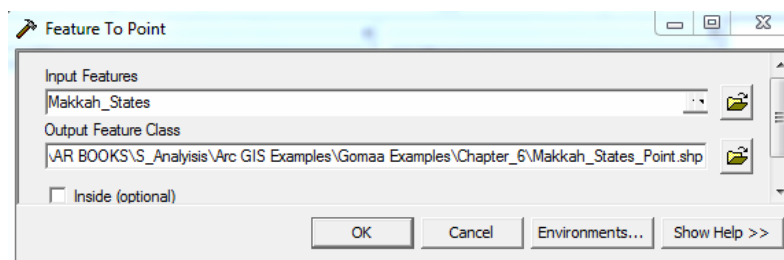 Feature To Point
Input Features
Makkah_States
Output Feature Class
\AR BOOKS\S_Analyisis\Arc GIS Examples\Gomaa Examples\Chapter_6\Makkah_States_Point.shp
Inside (optional)
OK Cancel Environments... Show Help >>